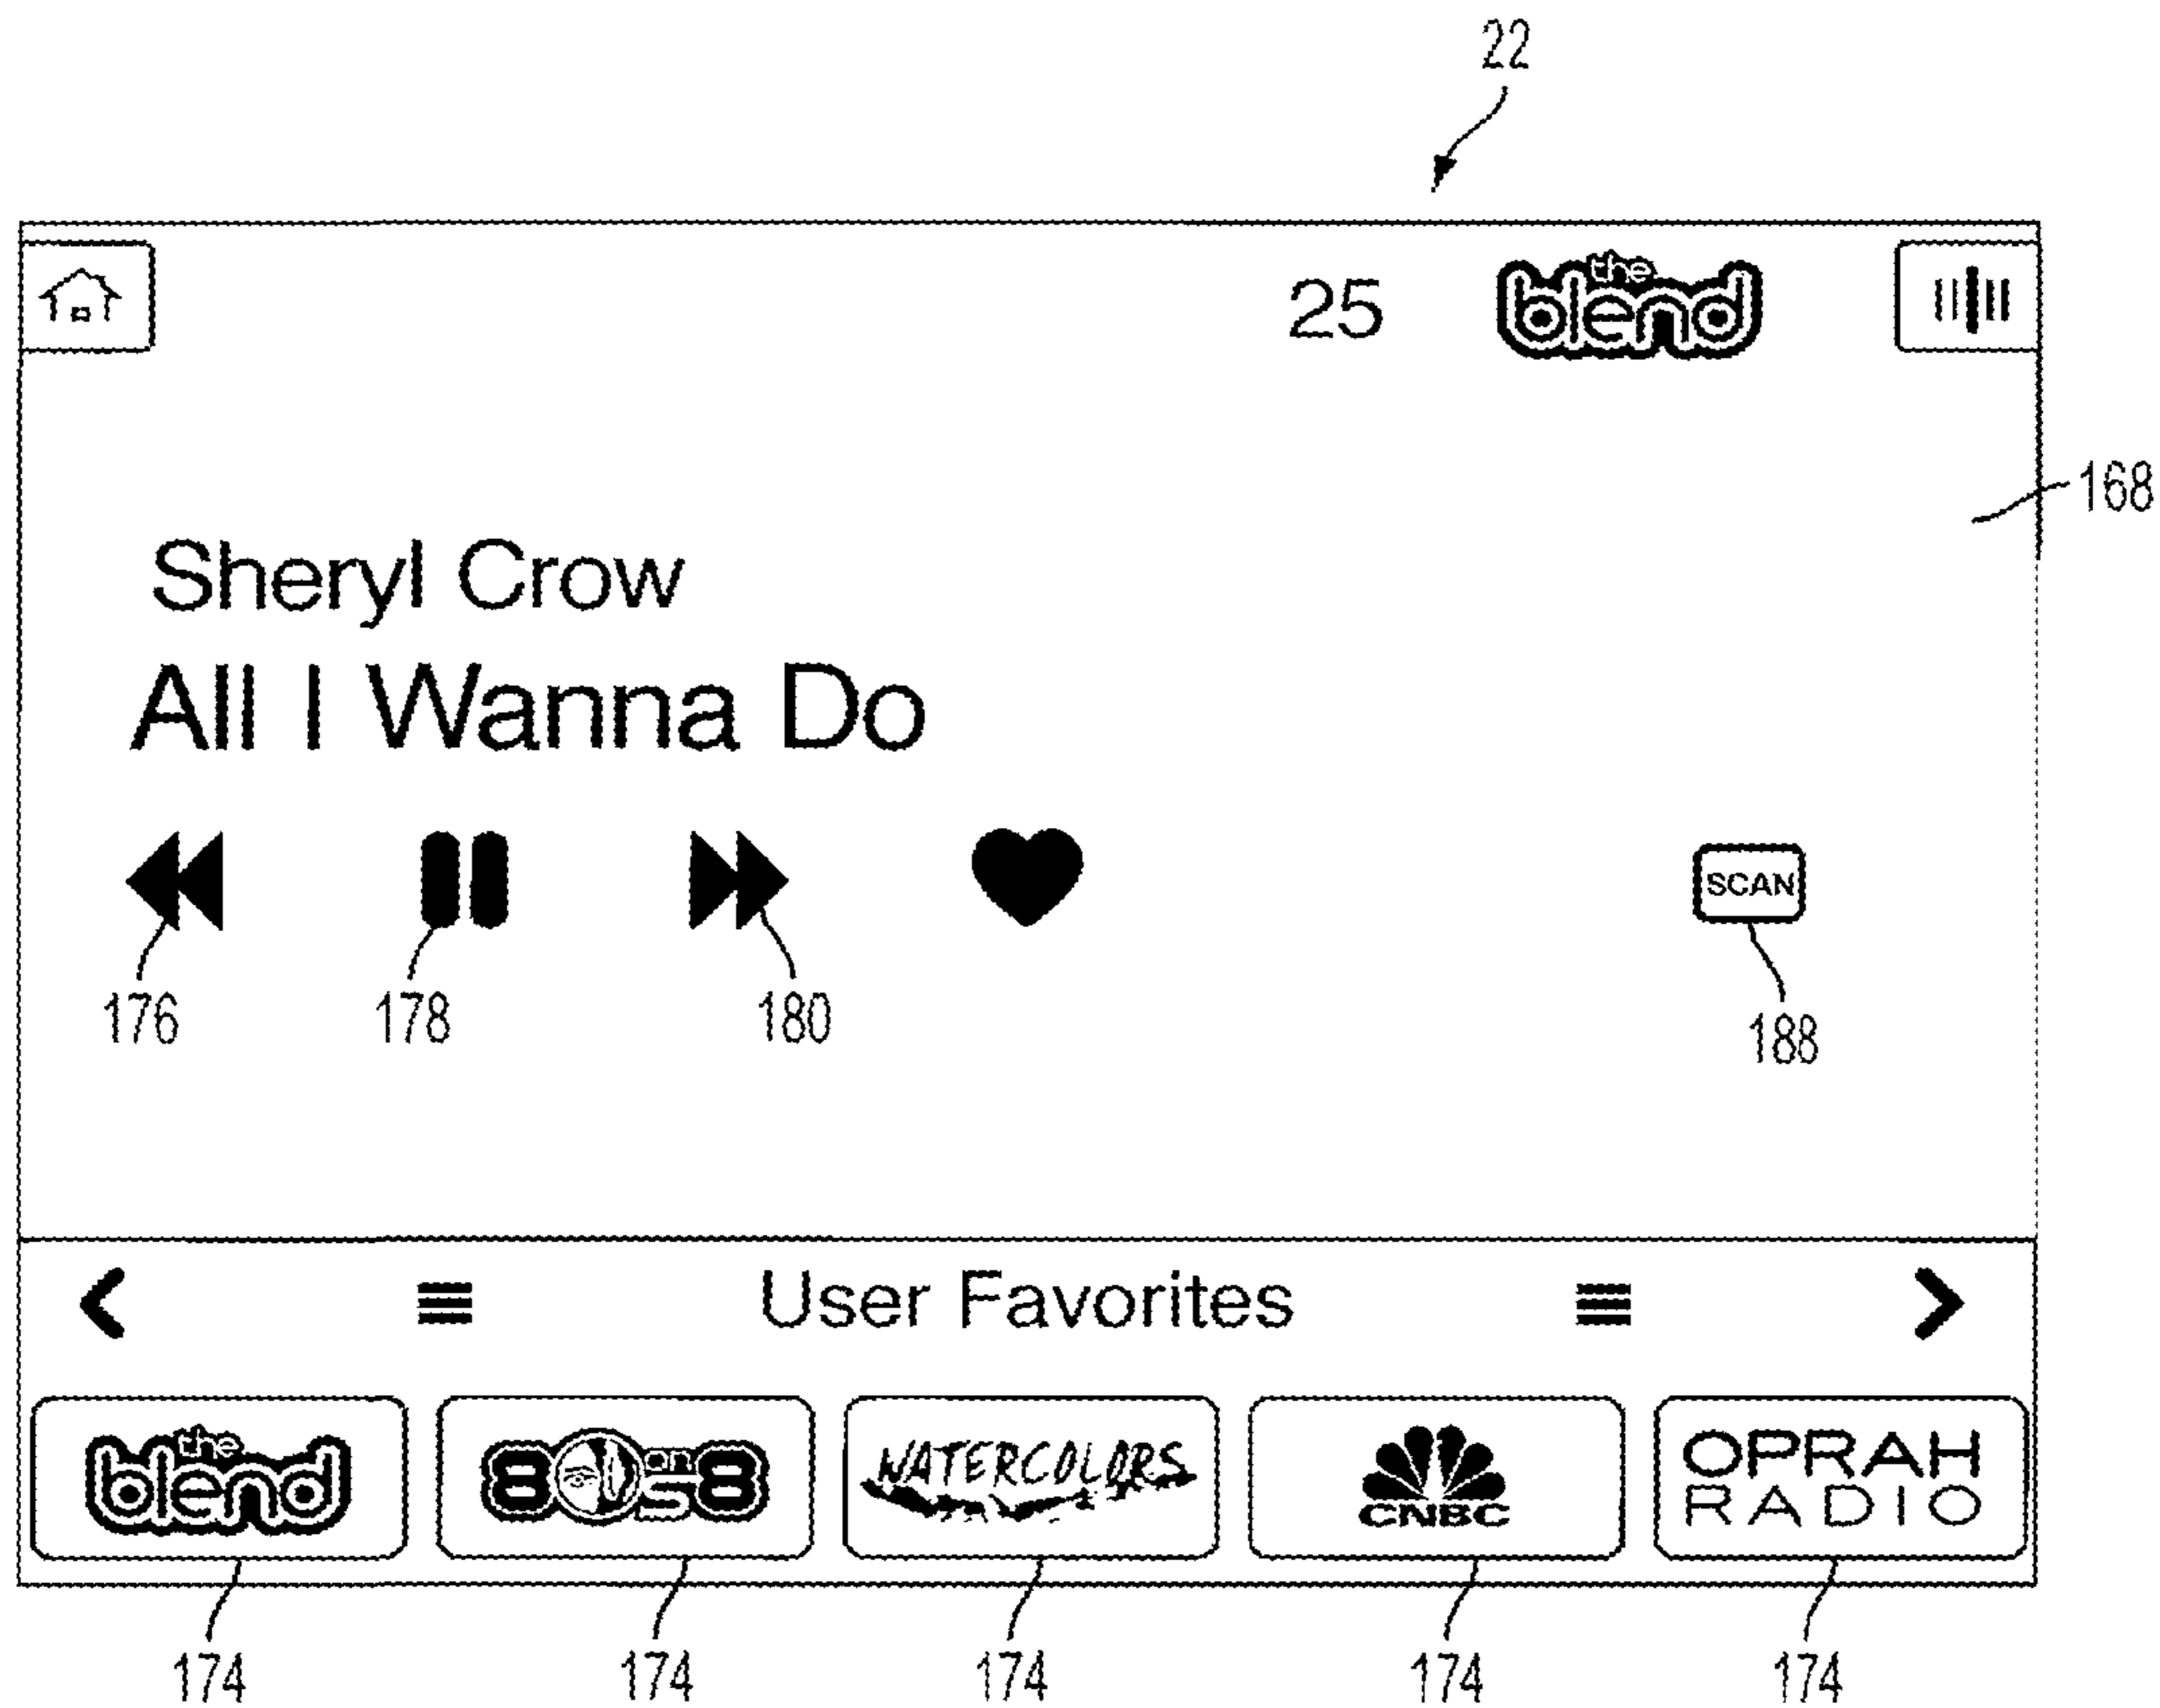 22
25 the blend
168
Sheryl Crow
All I Wanna Do
SCAN
176 178 180 188
User Favorites
the blend 80s on 8 WATERCOLORS CNBC OPRAH RADIO
174 174 174 174 174